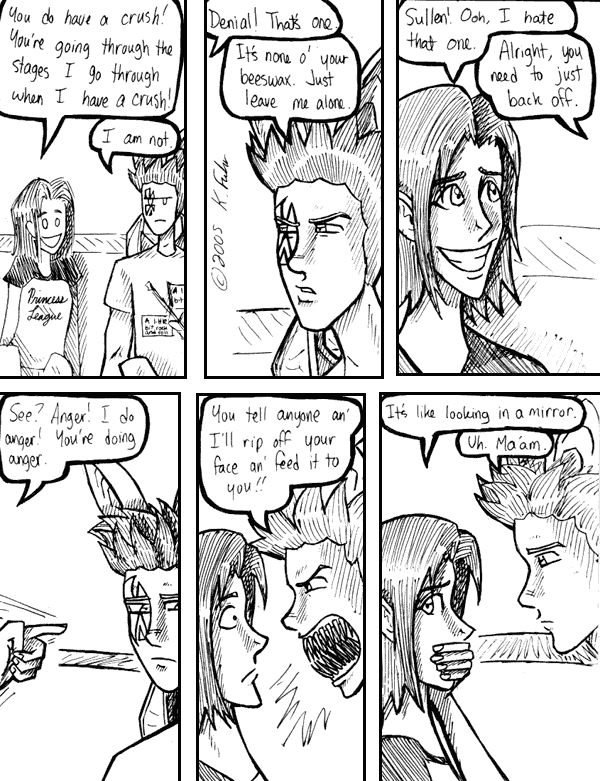 You do have a crush!
You're going through the
stages I go through
when I have a crush!
I am not.
Princess
League
Denial! That's one.
It's none o' your
beeswax. Just
leave me alone.
©2005 K.
Sullen! Ooh, I hate
that one.
Alright, you
need to just
back off.
See? Anger! I do
anger! You're doing
anger.
You tell anyone an'
I'll rip off your
face an' feed it to
you!!
It's like looking in a mirror.
Uh. Ma'am.